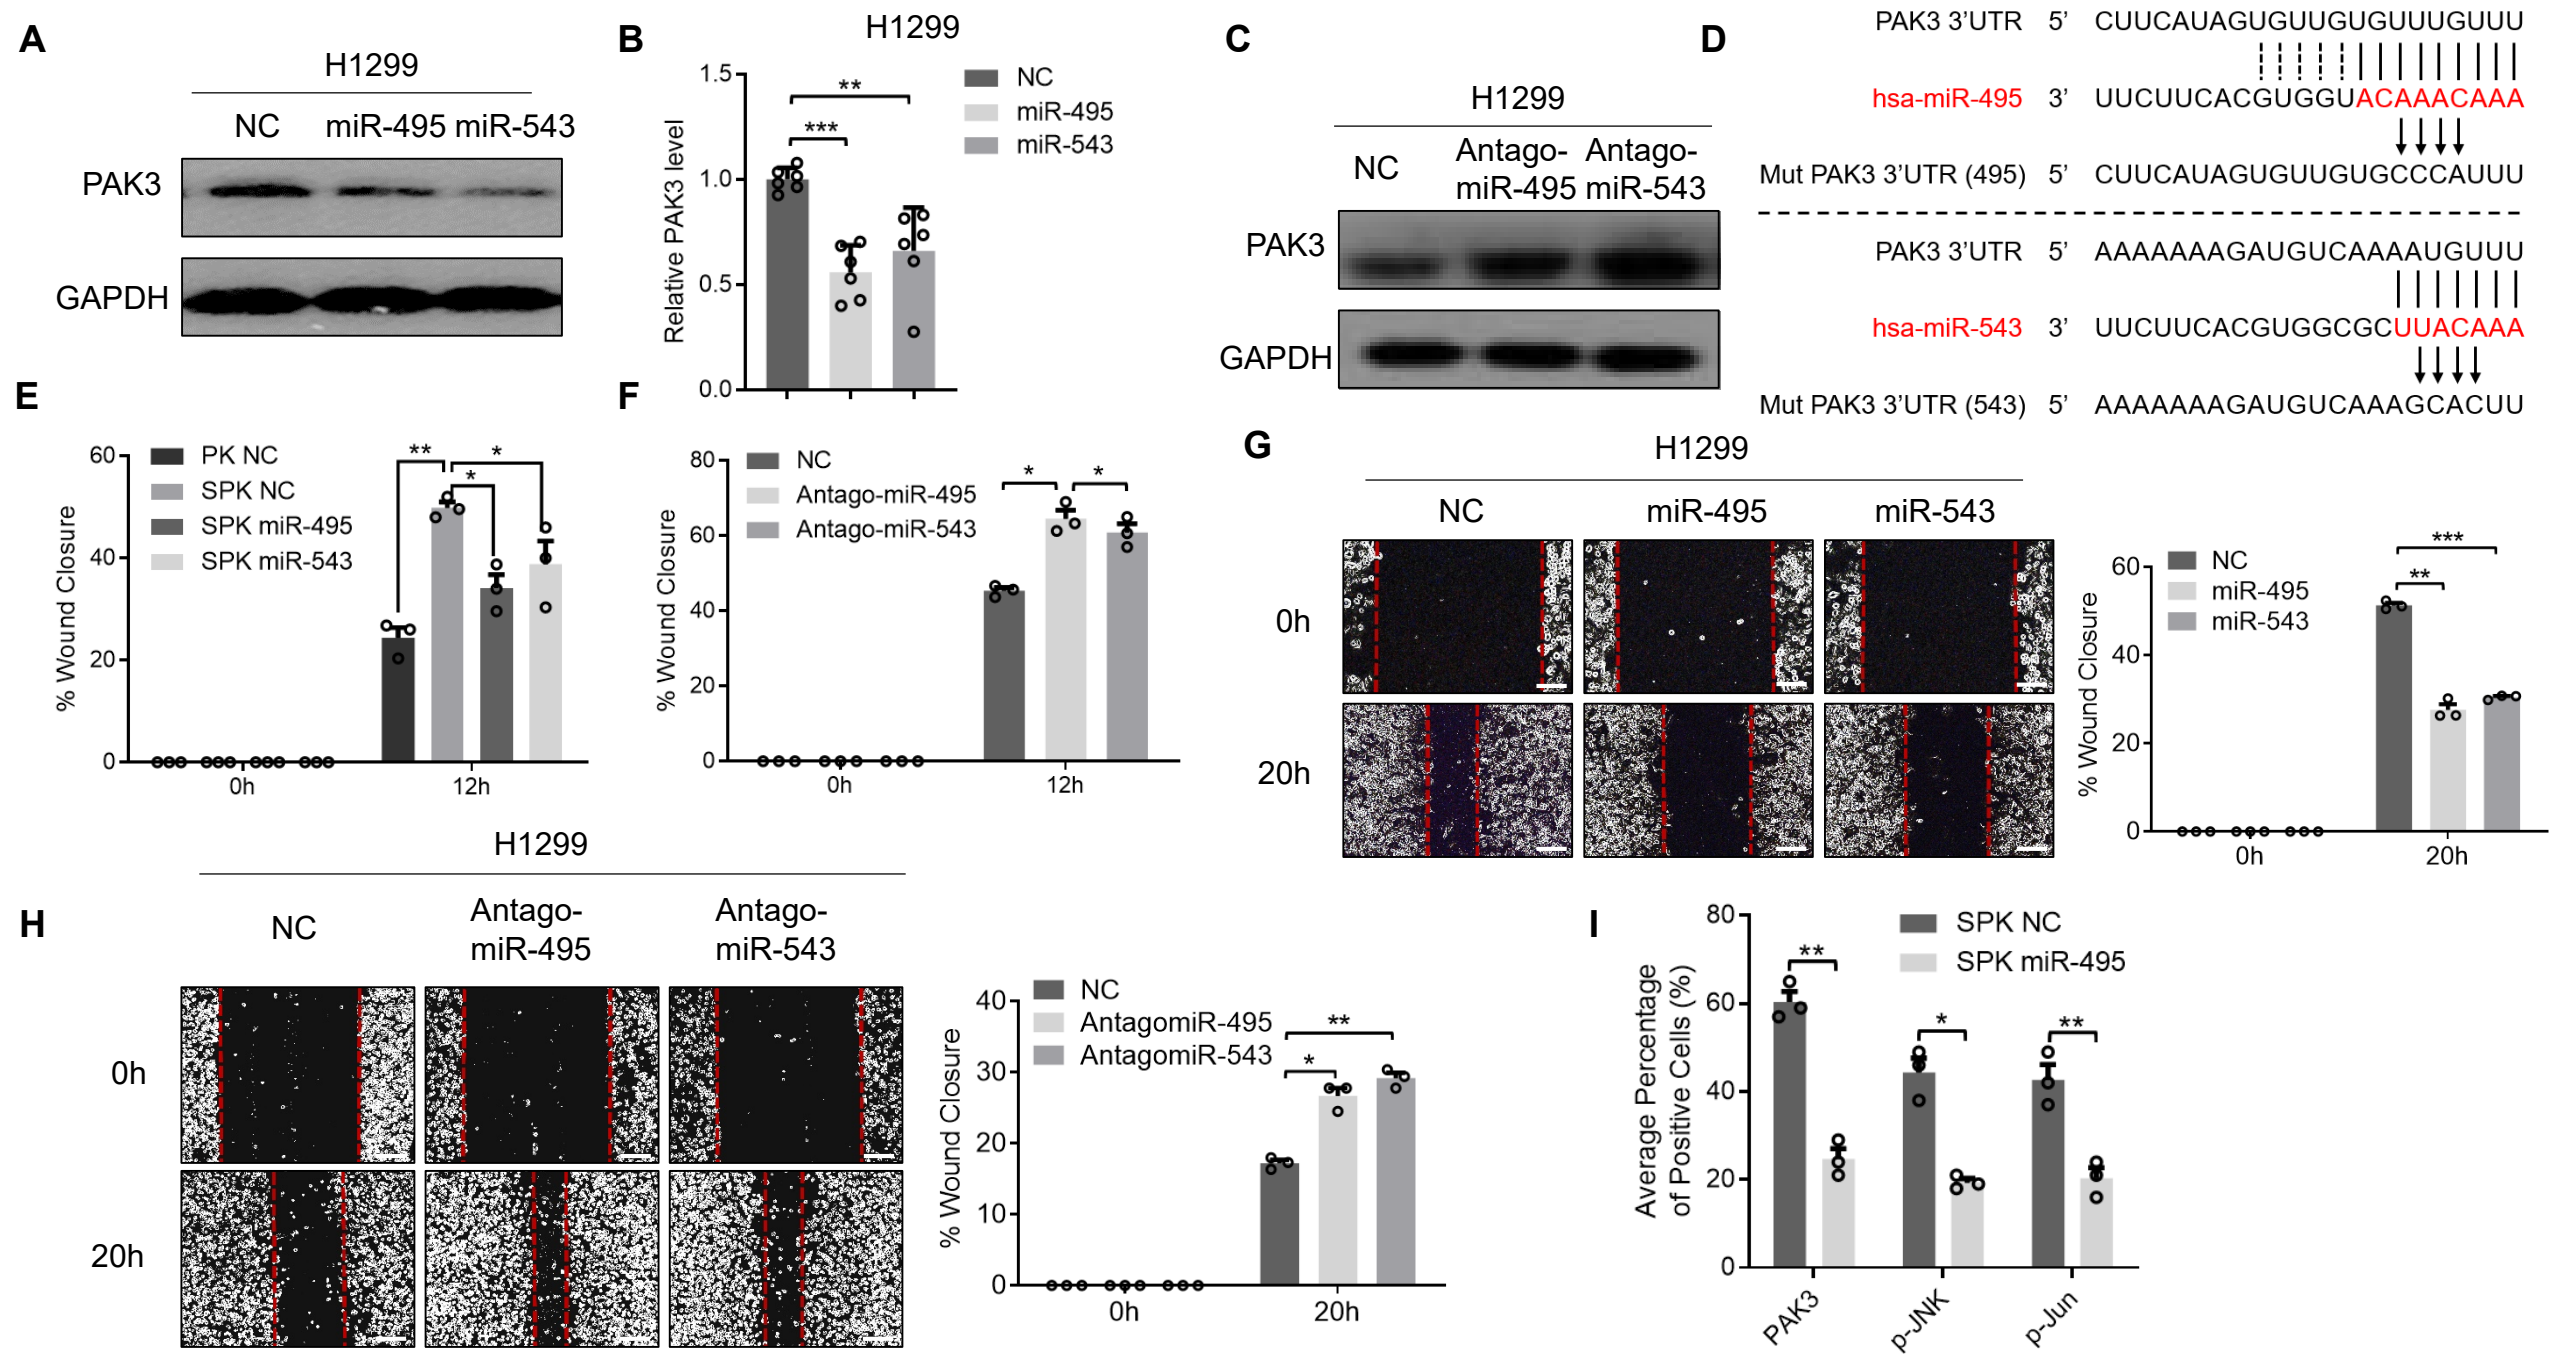 A
H1299
NC miR-495 miR-543
PAK3
GAPDH
B
H1299
Relative PAK3 level
1.5
1.0
0.5
0.0
**
***
NC
miR-495
miR-543
C
H1299
NC
Antago-miR-495
Antago-miR-543
PAK3
GAPDH
D
PAK3 3’UTR 5’ CUUCAUAGUGUUGUGUUUGUUU
hsa-miR-495 3’ UUCUUCACGUGGUACAAACAAA
Mut PAK3 3’UTR (495) 5’ CUUCAUAGUGUUGUGCCCAUUU
PAK3 3’UTR 5’ AAAAAAAGAUGUCAAAAUGUUU
hsa-miR-543 3’ UUCUUCACGUGGCGCUUACAAA
Mut PAK3 3’UTR (543) 5’ AAAAAAAGAUGUCAAAGCACUU
E
% Wound Closure
60
40
20
0
PK NC
SPK NC
SPK miR-495
SPK miR-543
** *
*
0h 12h
F
% Wound Closure
80
60
40
20
0
NC
Antago-miR-495
Antago-miR-543
* *
0h 12h
G
H1299
NC miR-495 miR-543
0h
20h
% Wound Closure
60
40
20
0
NC
miR-495
miR-543
***
**
0h 20h
H
H1299
NC
Antago-miR-495
Antago-miR-543
0h
20h
% Wound Closure
40
30
20
10
0
NC
AntagomiR-495
AntagomiR-543
**
*
0h 20h
I
Average Percentage
of Positive Cells (%)
80
60
40
20
0
SPK NC
SPK miR-495
** * **
PAK3 p-JNK p-Jun